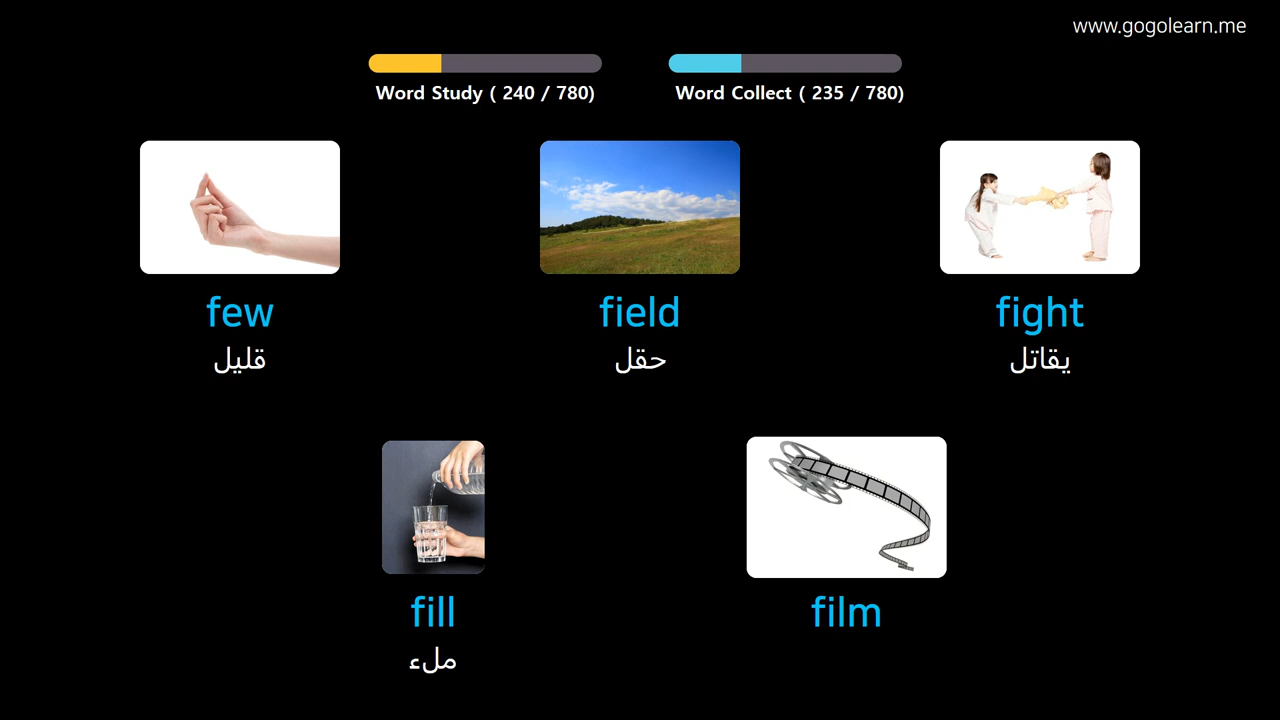 www.gogolearn.me
Word Study ( 240 / 780)
Word Collect ( 235 / 780)
few
قليل
field
حقل
fight
يقاتل
fill
ملء
film